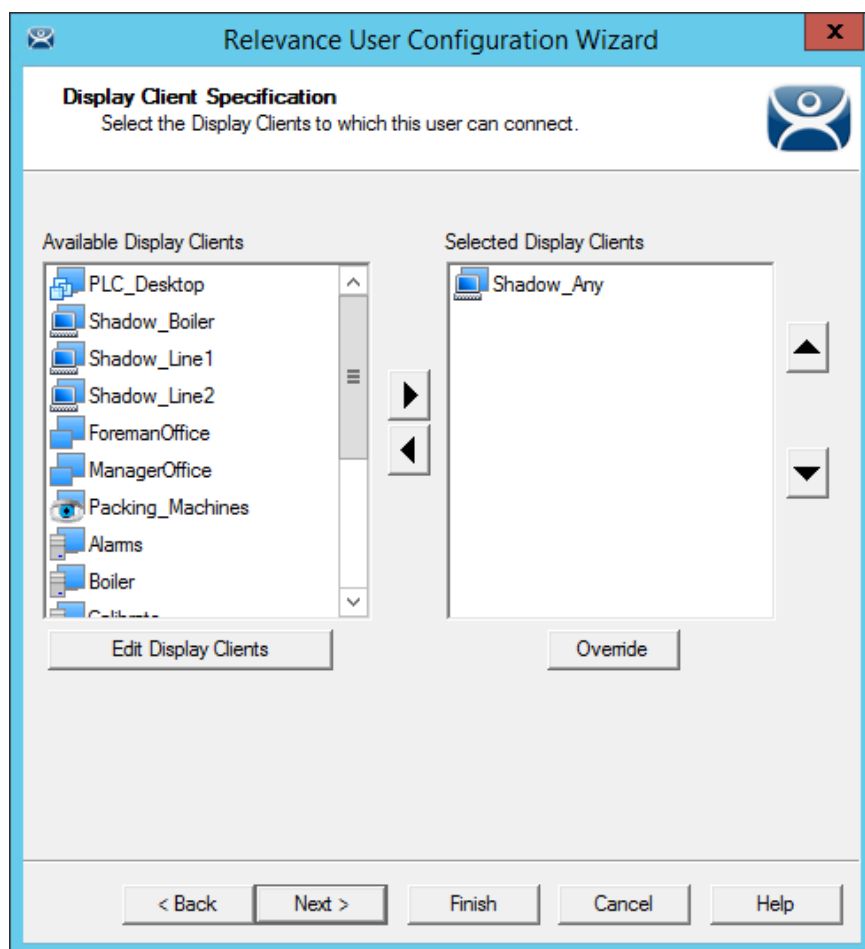 Relevance User Configuration Wizard
x
Display Client Specification
Select the Display Clients to which this user can connect.
Available Display Clients
PLC_Desktop
Shadow_Boiler
Shadow_Line1
Shadow_Line2
ForemanOffice
ManagerOffice
Packing_Machines
Alarms
Boiler
Edit Display Clients
Selected Display Clients
Shadow_Any
Override
< Back
Next >
Finish
Cancel
Help